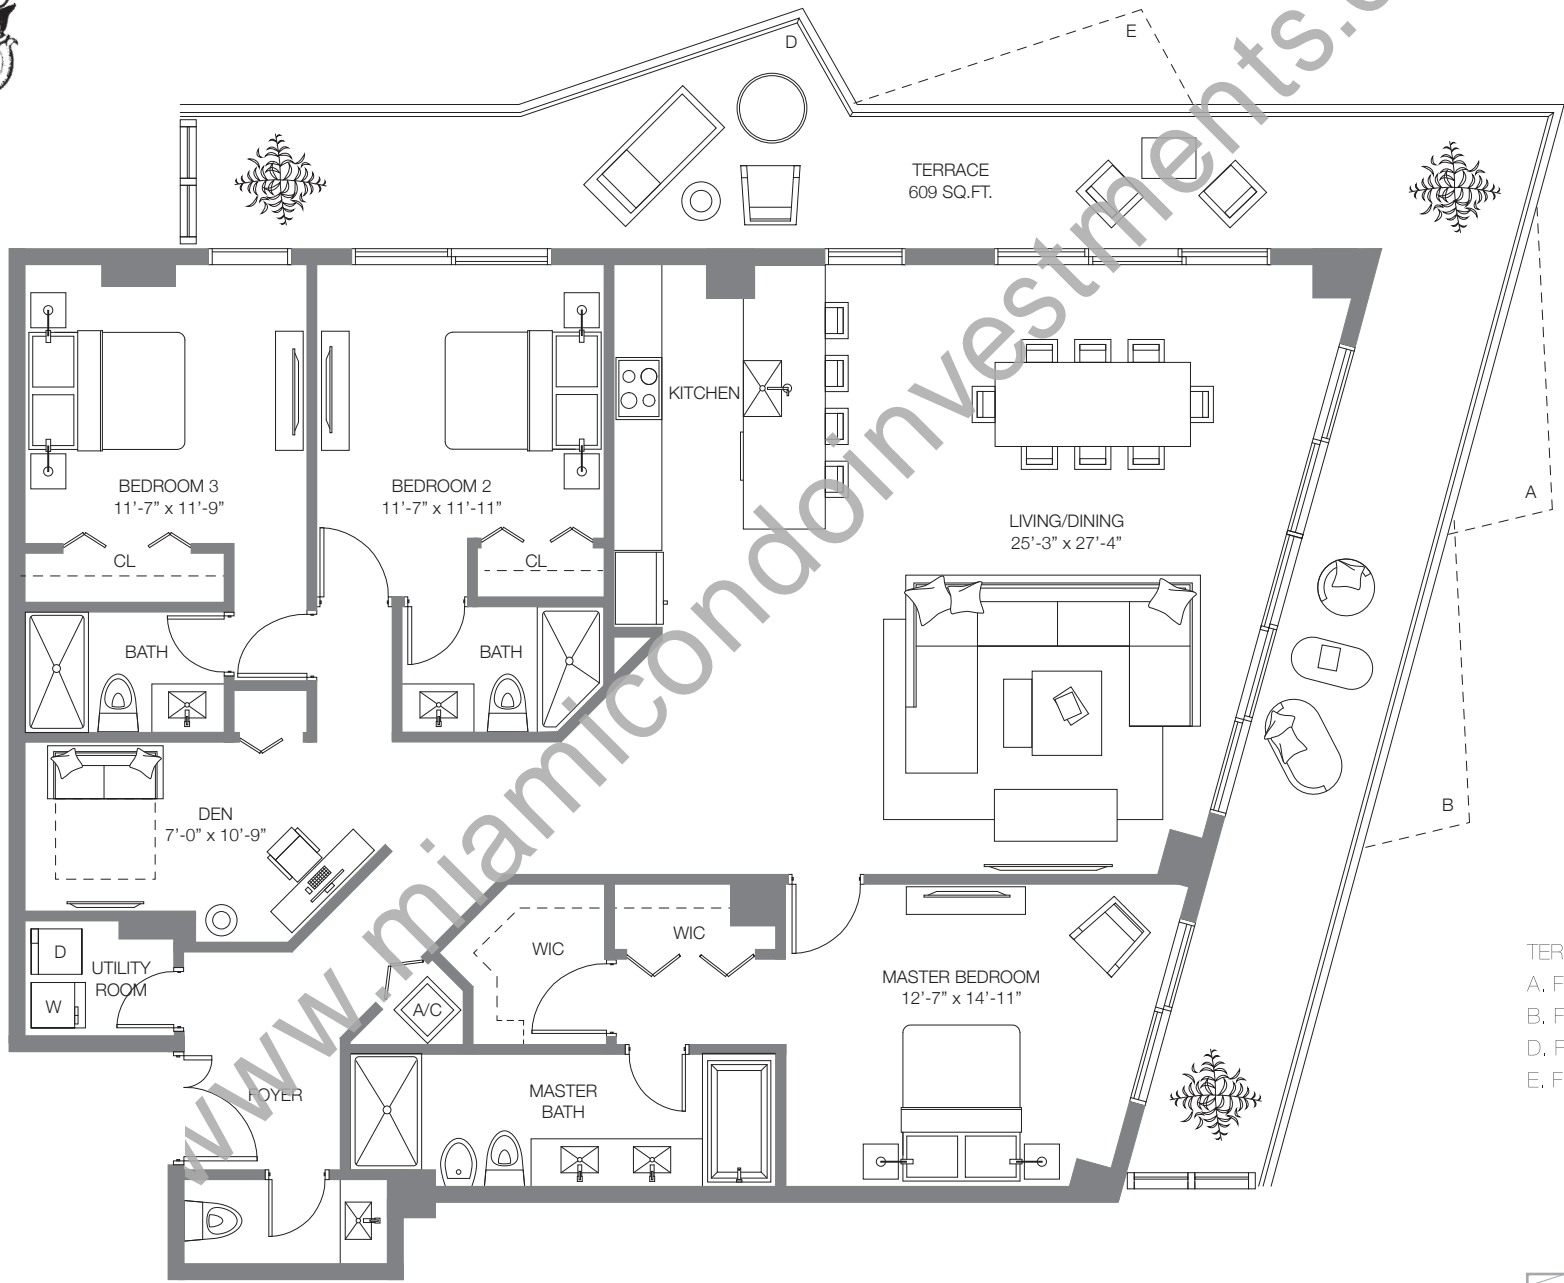 D
E
TERRACE
609 SQ.FT.
KITCHEN
BEDROOM 3
11'-7" x 11'-9"
BEDROOM 2
11'-7" x 11'-11"
A
LIVING/DINING
25'-3" x 27'-4"
CL
CL
BATH
BATH
B
DEN
7'-0" x 10'-9"
WIC
WIC
D
UTILITY
ROOM
W
A/C
MASTER BEDROOM
12'-7" x 14'-11"
FOYER
MASTER
BATH
TER
A. F
B. F
D. F
E. F
www.miamicondoinvestments.c